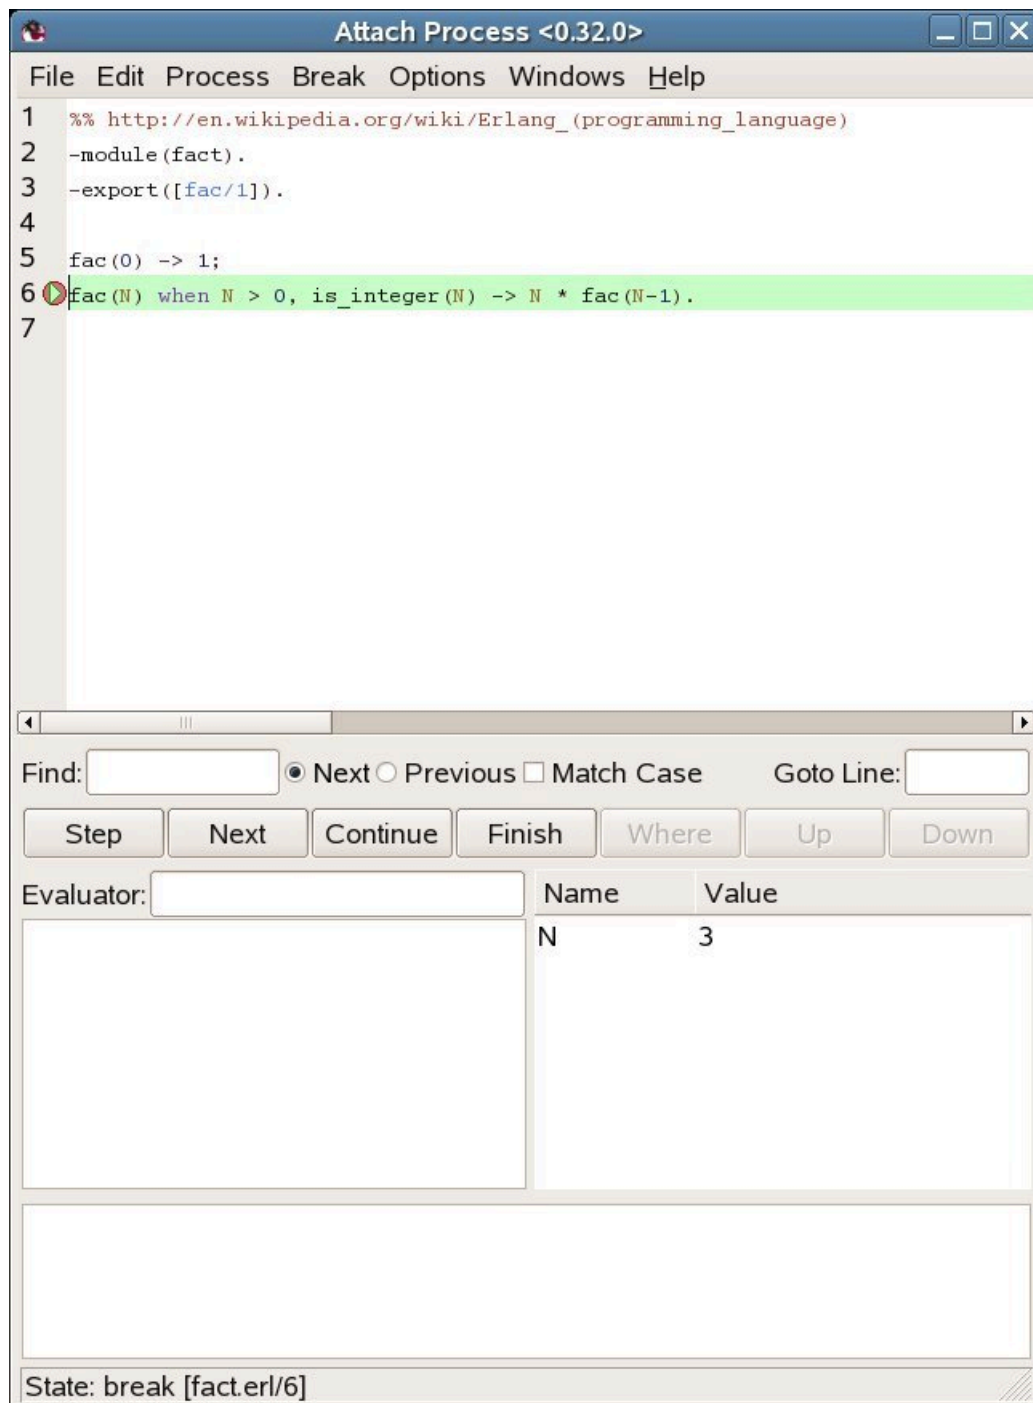 Attach Process <0.32.0>
File Edit Process Break Options Windows Help
1 %% http://en.wikipedia.org/wiki/Erlang_(programming_language)
2 -module(fact).
3 -export([fac/1]).
4
5 fac(0) -> 1;
6 fac(N) when N > 0, is_integer(N) -> N * fac(N-1).
7
Find: Next Previous Match Case Goto Line:
Step Next Continue Finish Where Up Down
Evaluator: Name Value
N 3
State: break [fact.erl/6]